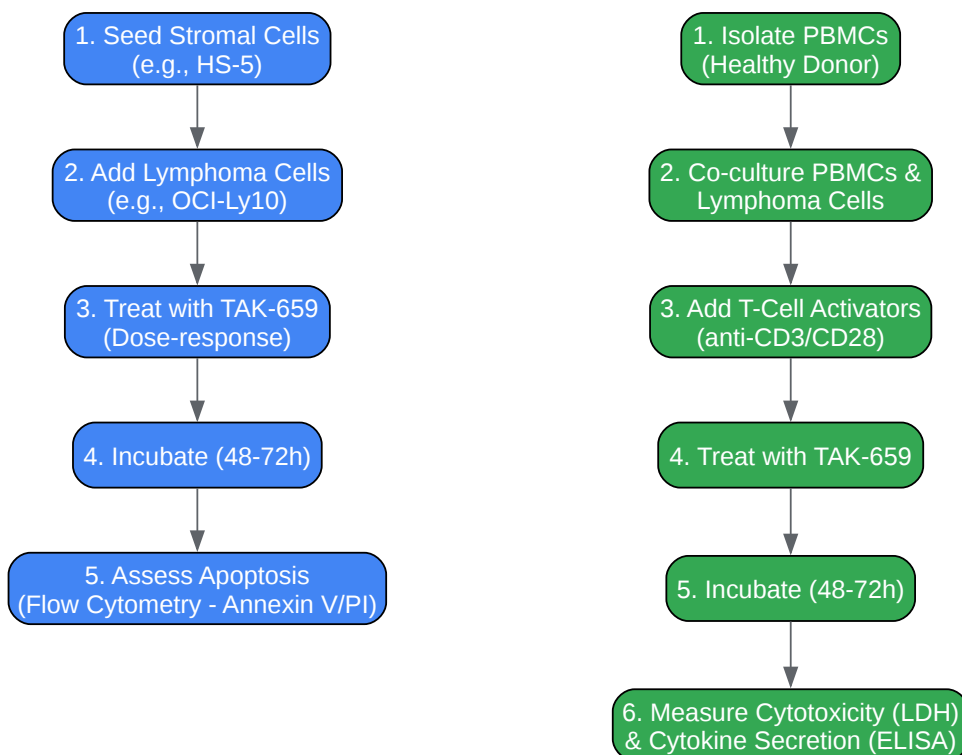 1. Seed Stromal Cells
(e.g., HS-5)
2. Add Lymphoma Cells
(e.g., OCI-Ly10)
3. Treat with TAK-659
(Dose-response)
4. Incubate (48-72h)
5. Assess Apoptosis
(Flow Cytometry - Annexin V/PI)
1. Isolate PBMCs
(Healthy Donor)
2. Co-culture PBMCs &
Lymphoma Cells
3. Add T-Cell Activators
(anti-CD3/CD28)
4. Treat with TAK-659
5. Incubate (48-72h)
6. Measure Cytotoxicity (LDH)
& Cytokine Secretion (ELISA)